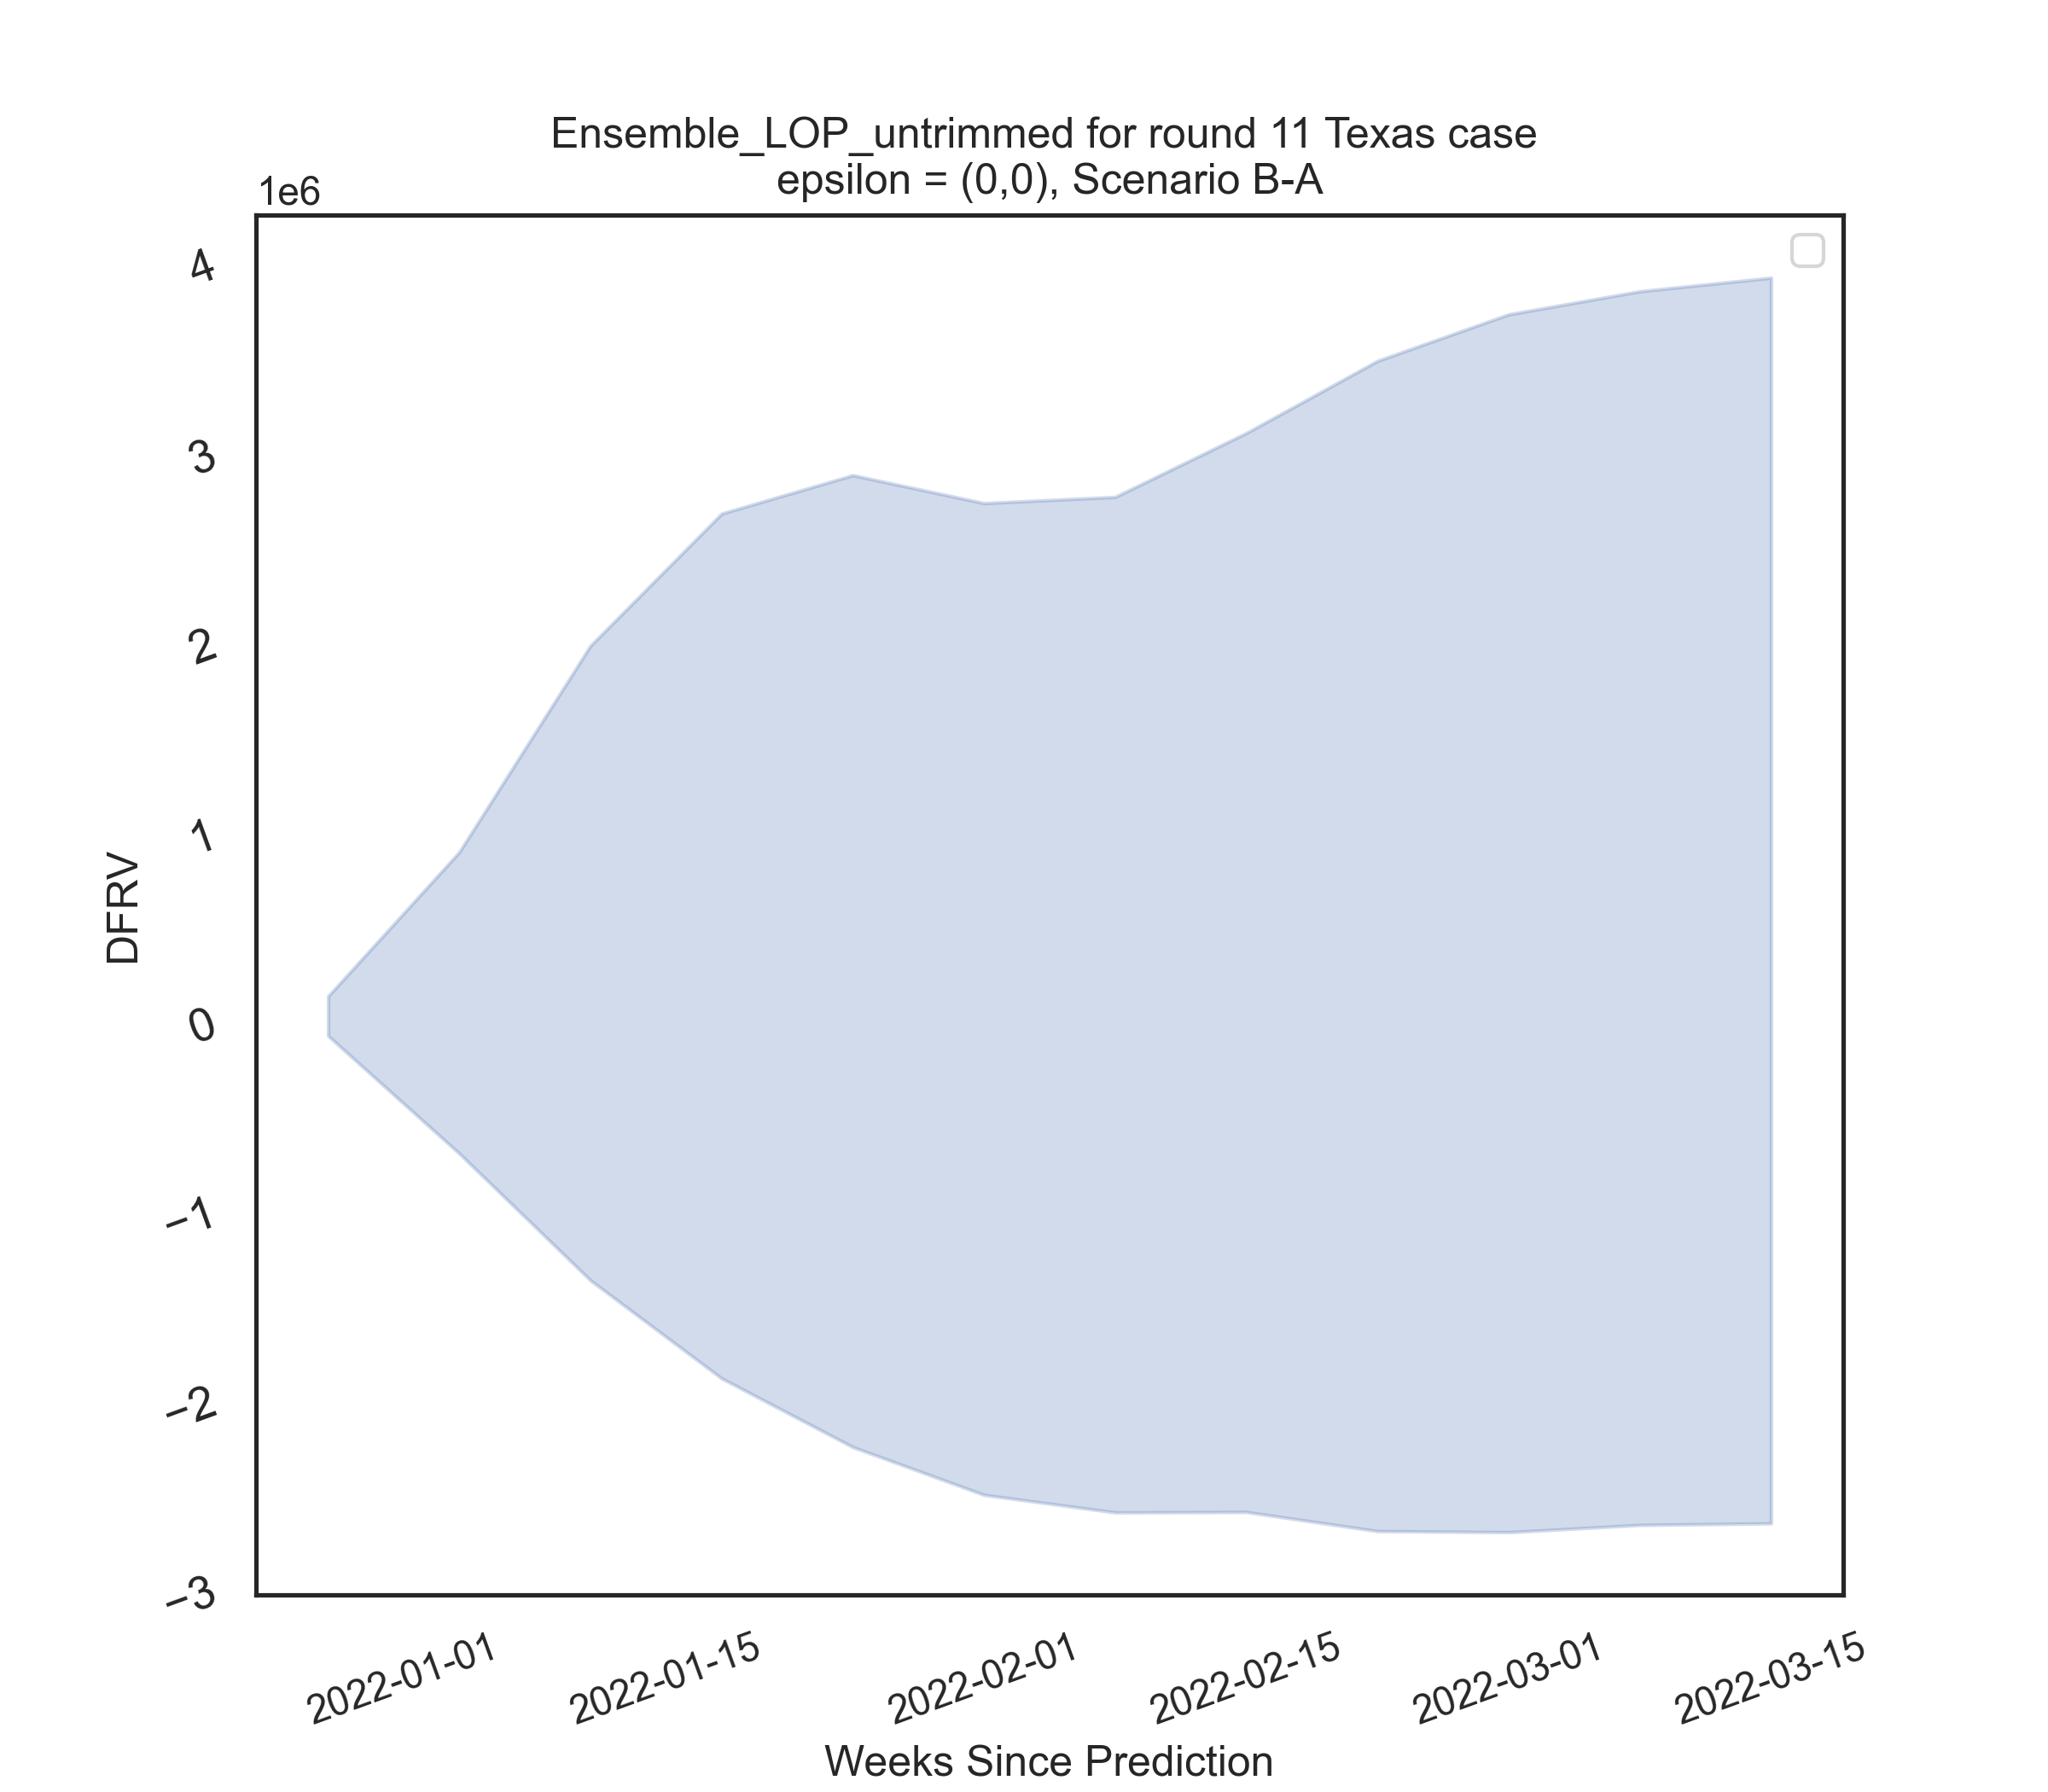 Ensemble_LOP_untrimmed for round 11 Texas case
epsilon = (0,0), Scenario B-A
1e6
4
3
2
1
0
−1
−2
−3
DFRV
2022-01-01
2022-01-15
2022-02-01
2022-02-15
2022-03-01
2022-03-15
Weeks Since Prediction